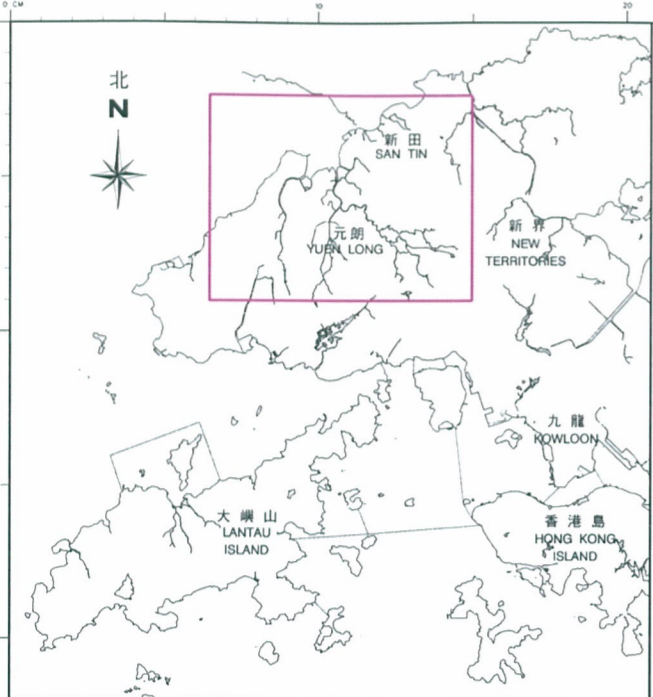 0 CM
10
20
北
N
新田
SAN TIN
元朗
YUEN LONG
新界
NEW
TERRITORIES
九龍
KOWLOON
大嶼山
LANTAU
ISLAND
香港島
HONG KONG
ISLAND